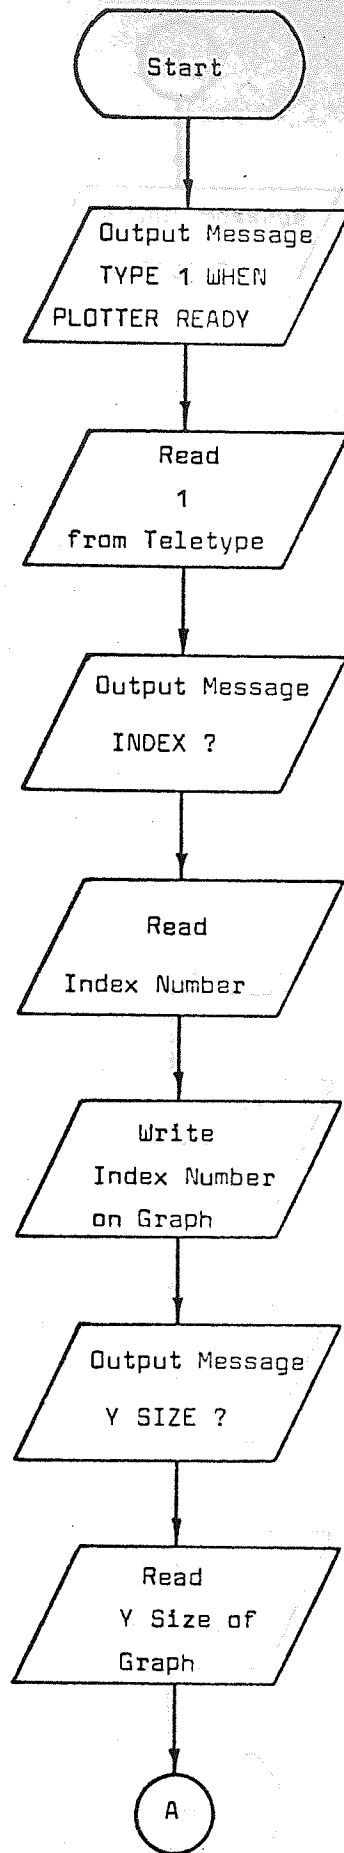 Start
Output Message
TYPE 1 WHEN
PLOTTER READY
Read
1
from Teletype
Output Message
INDEX ?
Read
Index Number
Write
Index Number
on Graph
Output Message
Y SIZE ?
Read
Y Size of
Graph
A